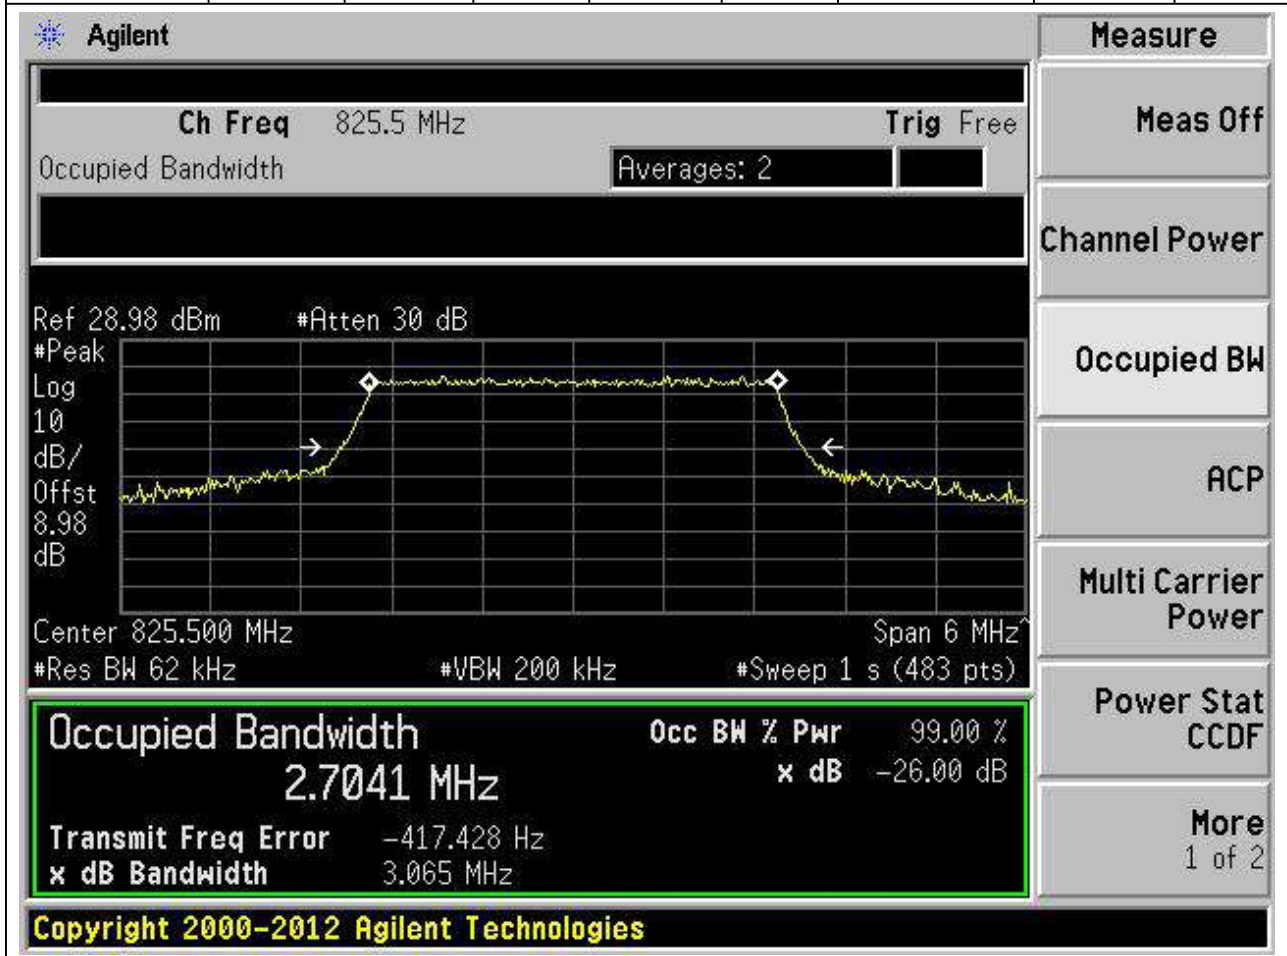 Agilent
Measure
Ch Freq 825.5 MHz Trig Free
Meas Off
Occupied Bandwidth Averages: 2
Channel Power
Ref 28.98 dBm #Atten 30 dB
#Peak
Log
10
dB/
Offst
8.98
dB
Occupied BW
ACP
Center 825.500 MHz Span 6 MHz^
#Res BW 62 kHz #VBW 200 kHz #Sweep 1 s (483 pts)
Multi Carrier
Power
Occupied Bandwidth Occ BW % Pwr 99.00 %
2.7041 MHz x dB -26.00 dB
Transmit Freq Error -417.428 Hz
x dB Bandwidth 3.065 MHz
Power Stat
CCDF
More
1 of 2
Copyright 2000-2012 Agilent Technologies